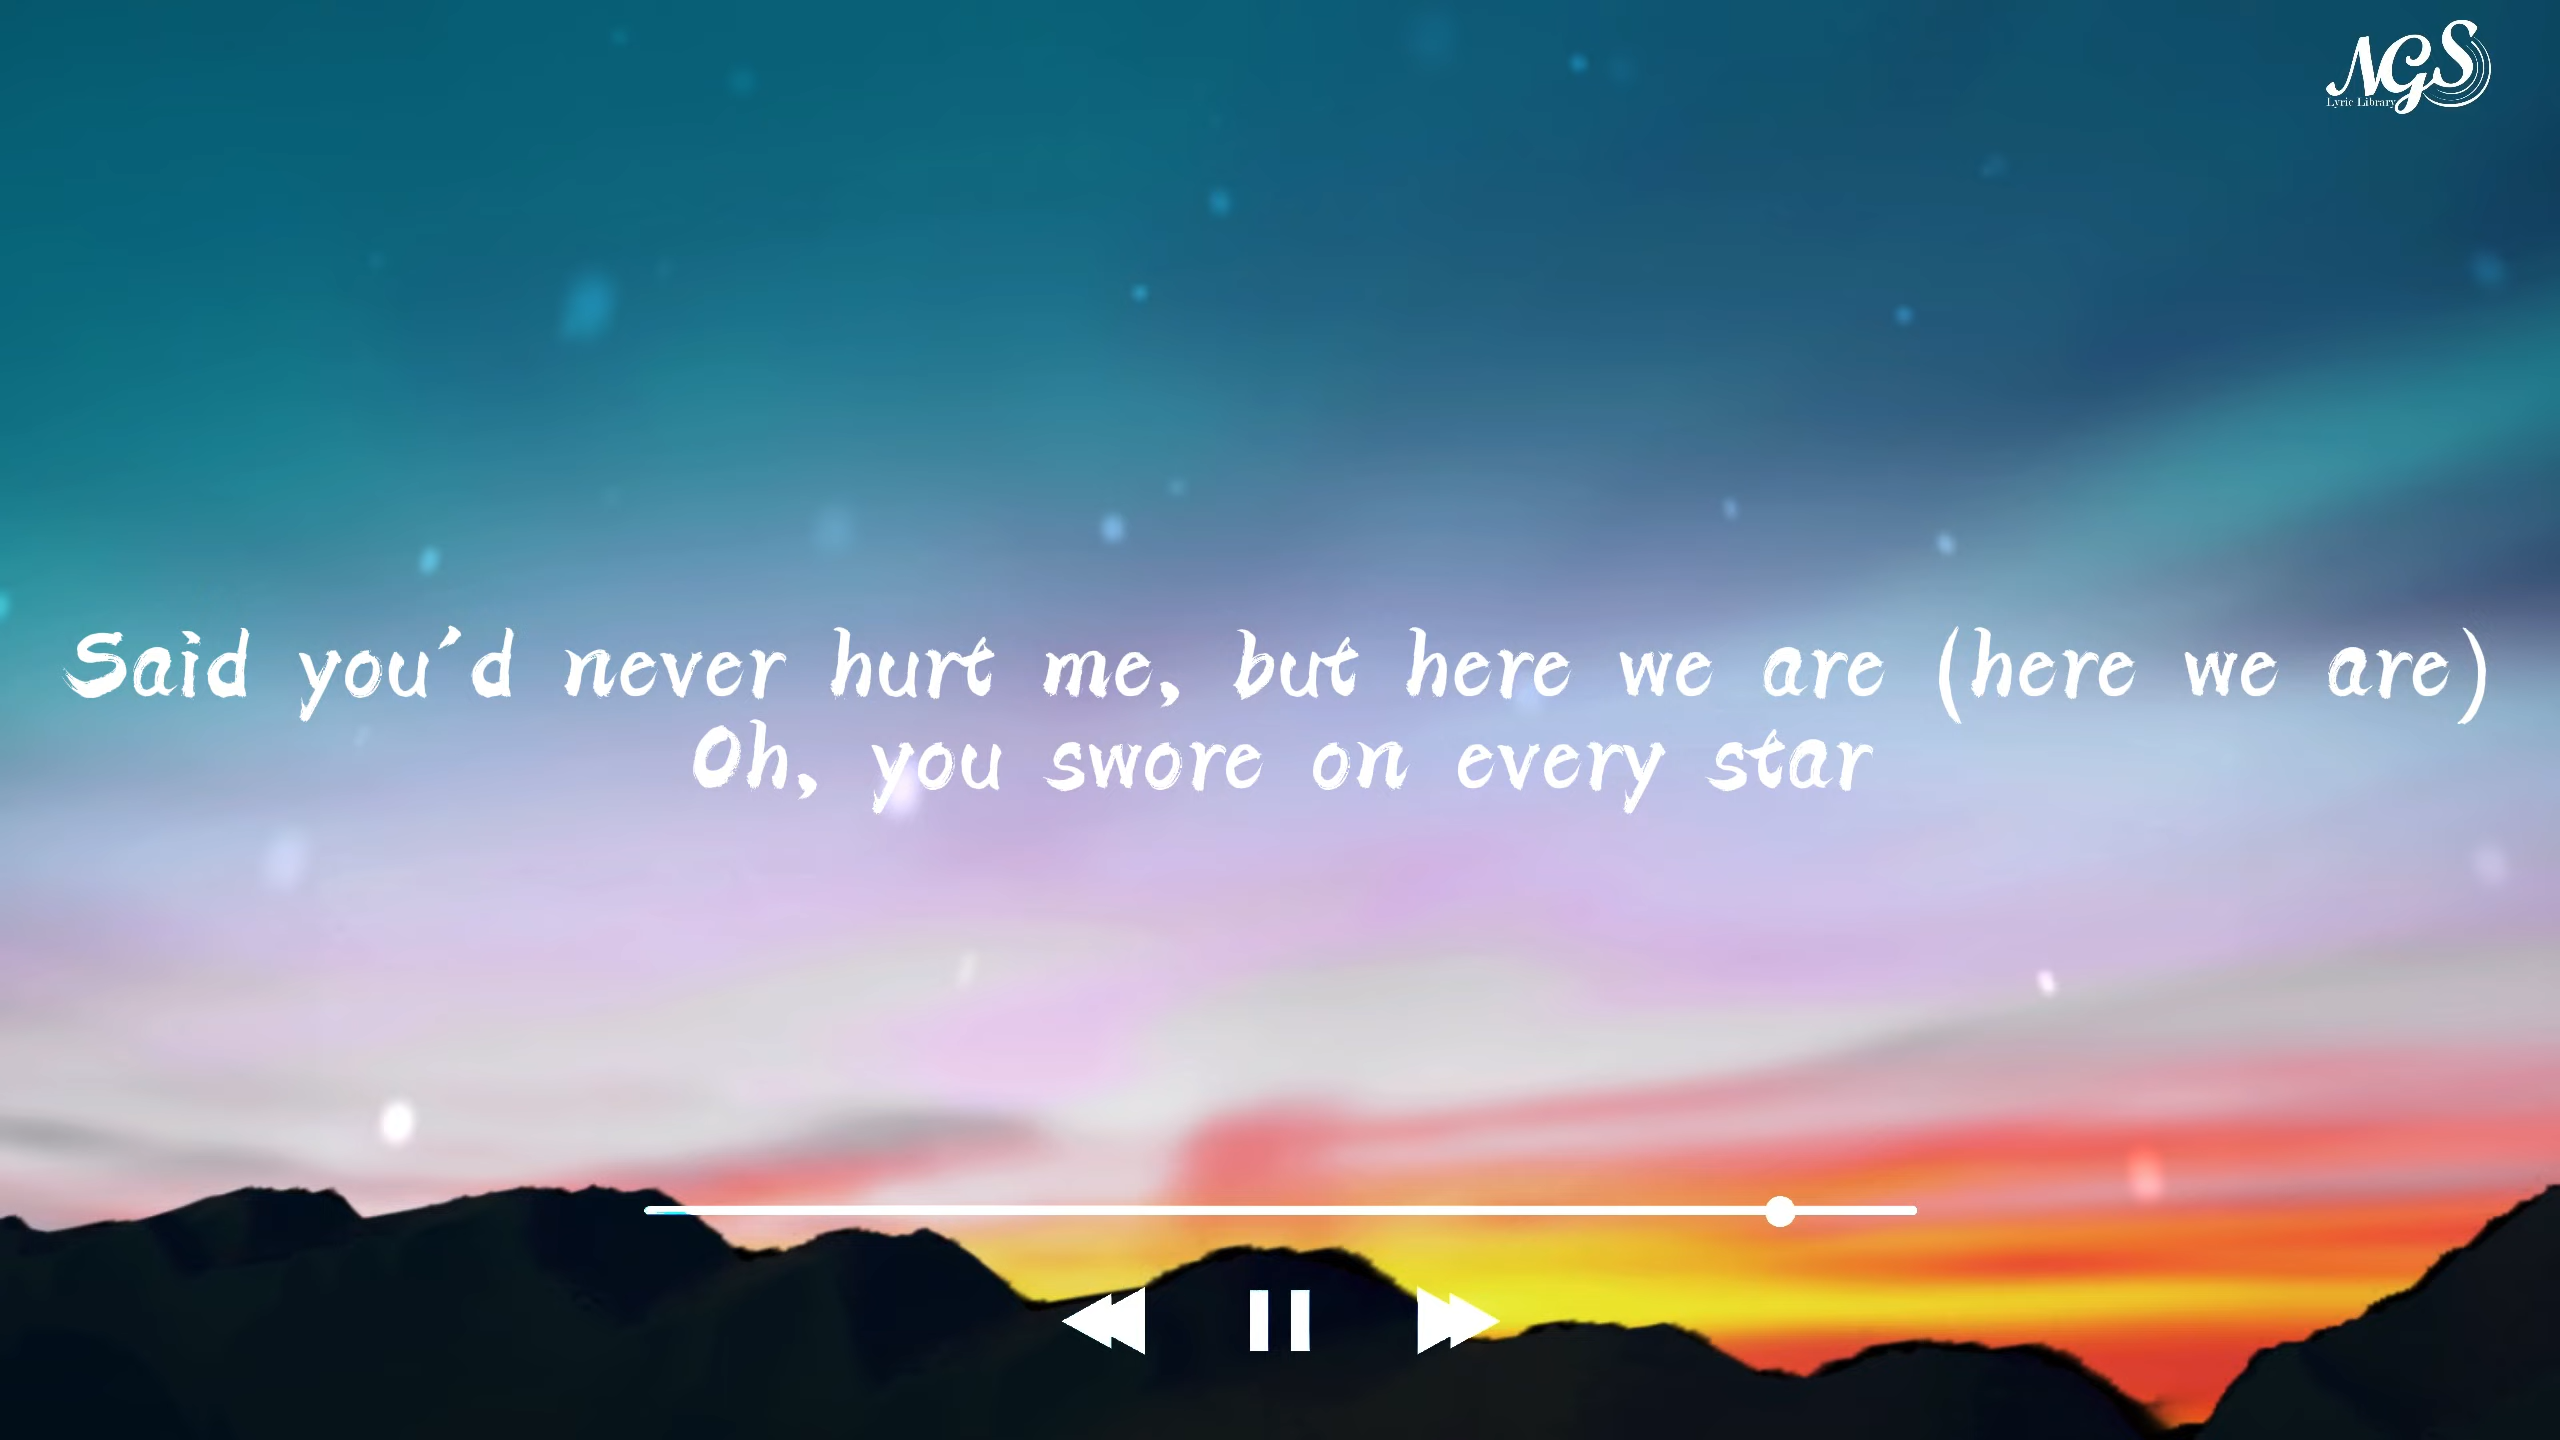 NGS
Lyric Library
Said you'd never hurt me, but here we are (here we are)
Oh, you swore on every star